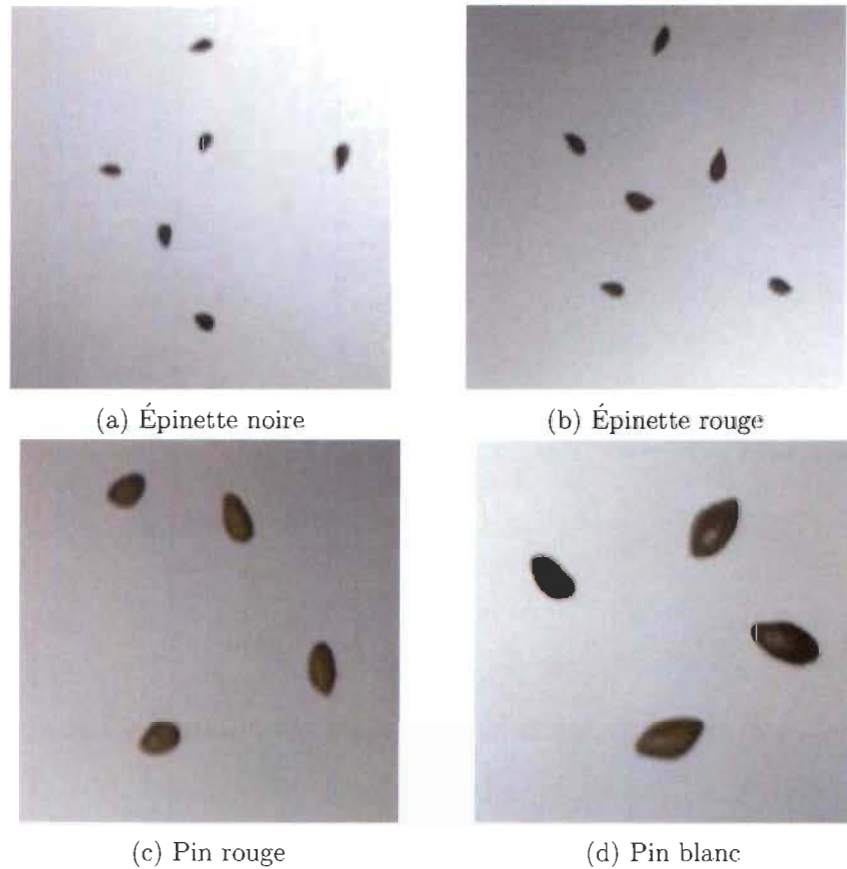 (a) Épinette noire
(b) Épinette rouge
(c) Pin rouge
(d) Pin blanc